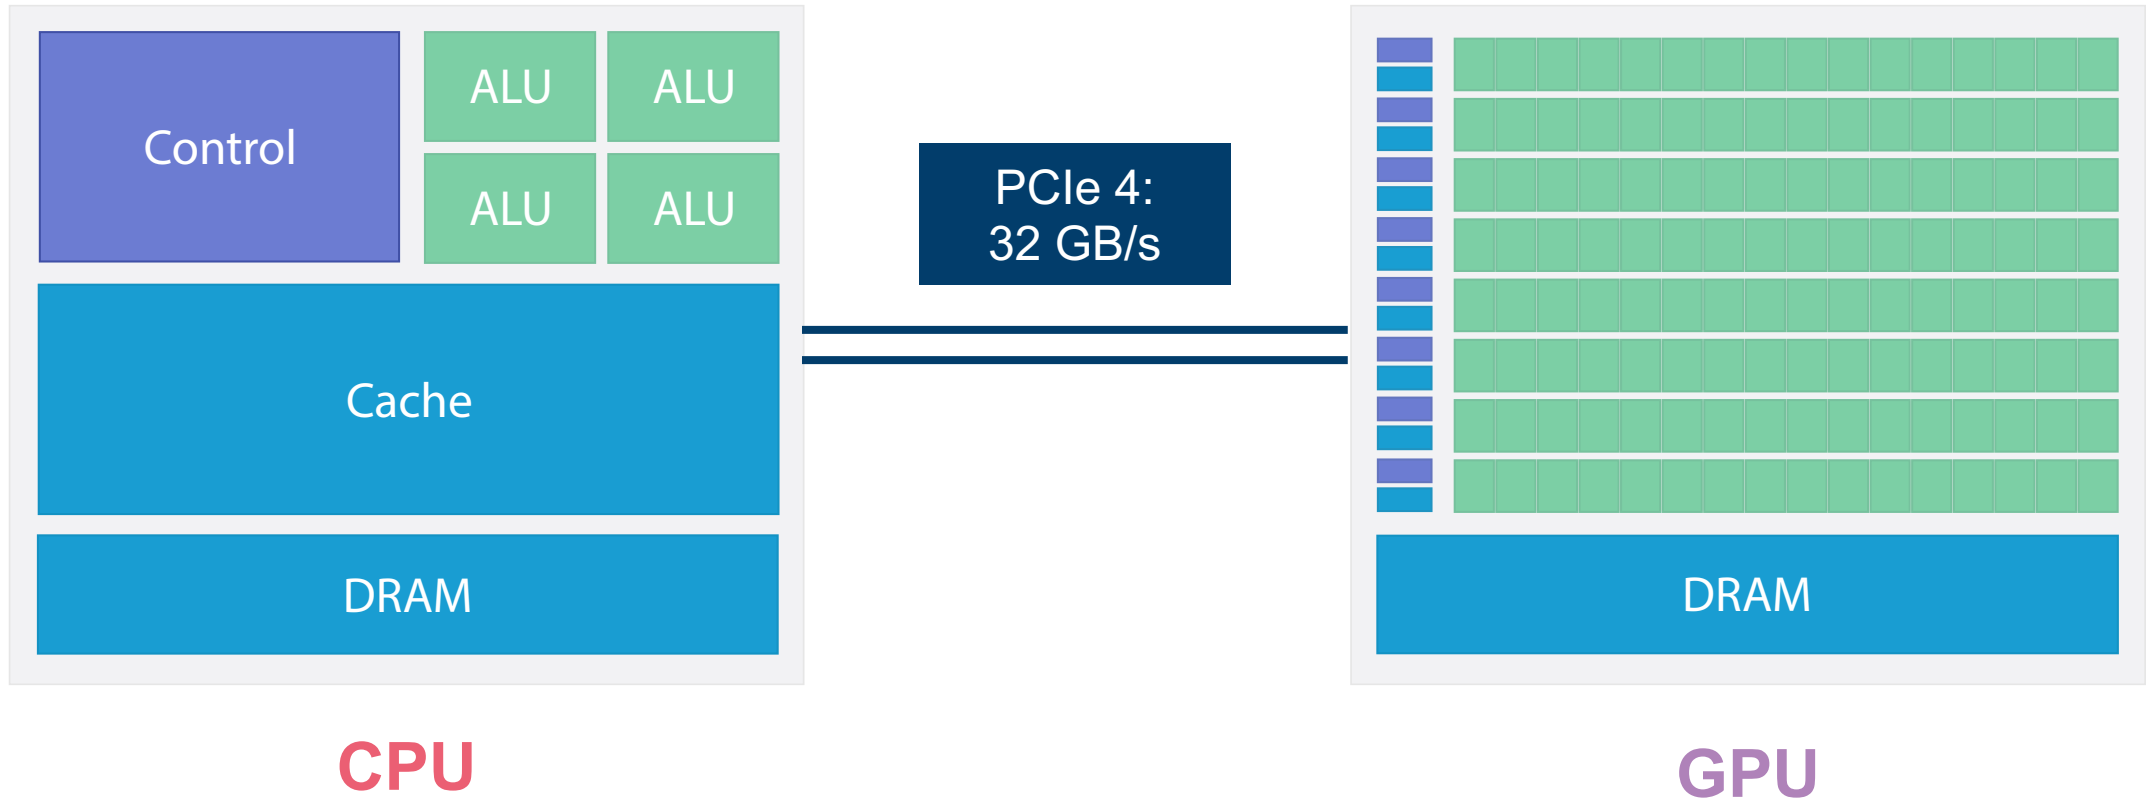 Control
ALU
ALU
ALU
ALU
Cache
DRAM
CPU
PCIe 4:
32 GB/s
DRAM
GPU